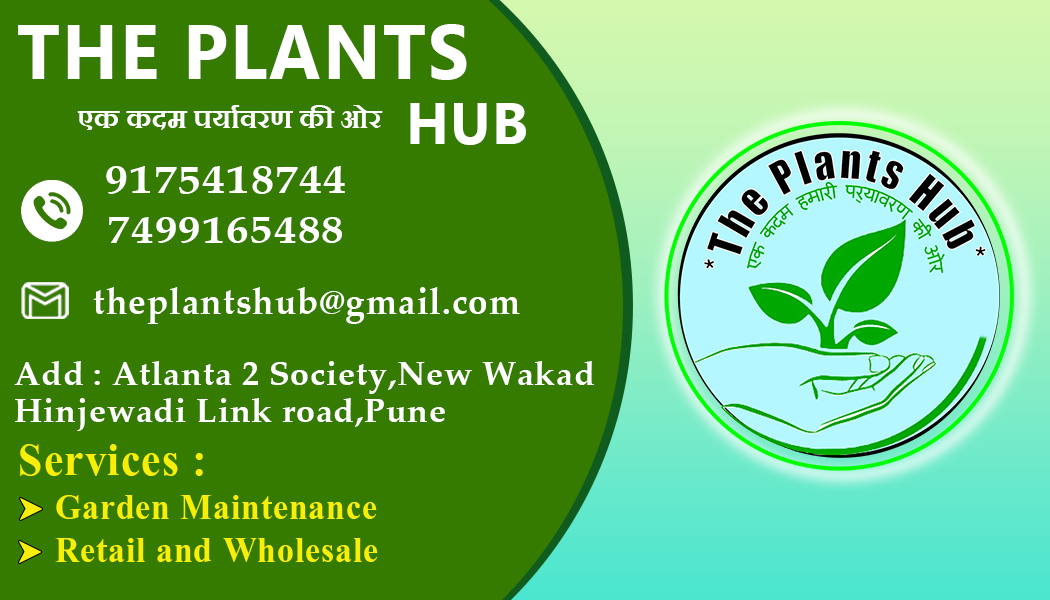 THE PLANTS
एक कदम पर्यावरण की ओर HUB
9175418744
7499165488
theplantshub@gmail.com
Add : Atlanta 2 Society,New Wakad
Hinjewadi Link road,Pune
Services :
➤ Garden Maintenance
➤ Retail and Wholesale
*The Plants Hub*
एक कदम हमारी पर्यावरण की ओर